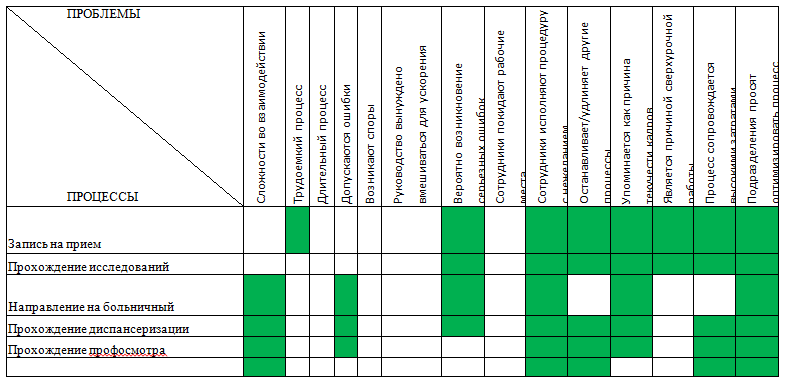 ПРОБЛЕМЫ
ПРОЦЕССЫ
Сложности во взаимодействии
Трудоемкий процесс
Длительный процесс
Допускаются ошибки
Возникают споры
Руководство вынуждено
вмешиваться для ускорения
Вероятно возникновение
серьезных ошибок
Сотрудники покидают рабочие
места
Сотрудники исполняют процедуру
с нежеланием
Останавливает/удлиняет другие
процессы
Упоминается как причина
текучести кадров
Является причиной сверхурочной
работы
Процесс сопровождается
высокими затратами
Подразделения просят
оптимизировать процесс
Запись на прием
Прохождение исследований
Направление на больничный
Прохождение диспансеризации
Прохождение профосмотра